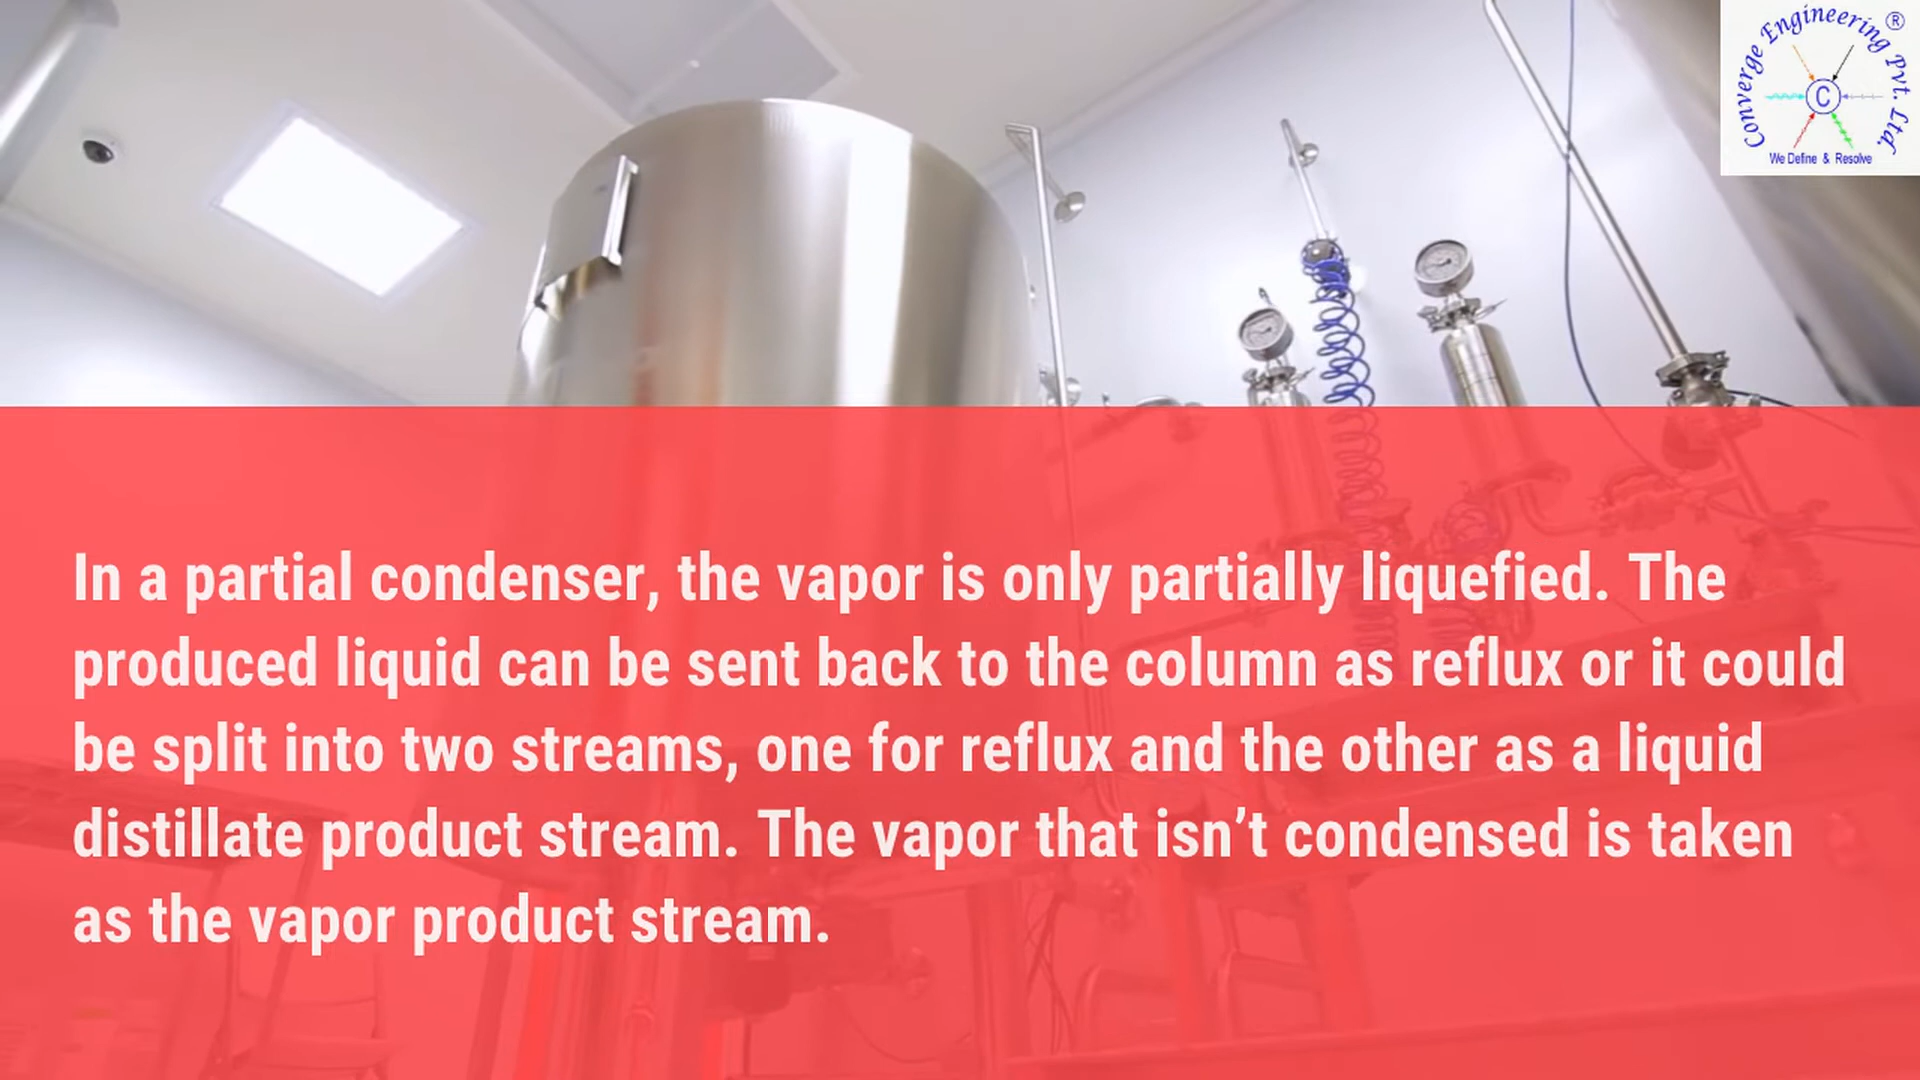 Converge Engineering Pvt. Ltd. ®
C
We Define & Resolve
In a partial condenser, the vapor is only partially liquefied. The
produced liquid can be sent back to the column as reflux or it could
be split into two streams, one for reflux and the other as a liquid
distillate product stream. The vapor that isn’t condensed is taken
as the vapor product stream.